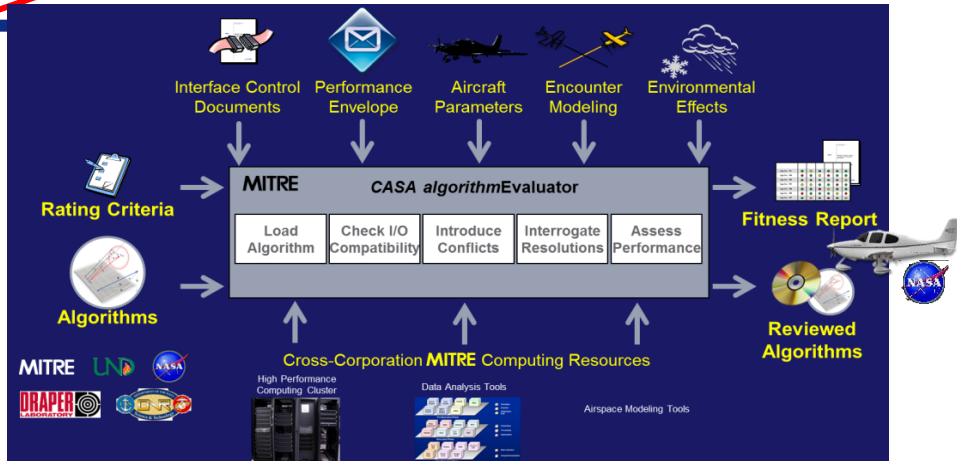 Interface Control
Documents
Performance
Envelope
Aircraft
Parameters
Encounter
Modeling
Environmental
Effects
Rating Criteria
Algorithms
MITRE
CASA algorithmEvaluator
Load
Algorithm
Check I/O
Compatibility
Introduce
Conflicts
Interrogate
Resolutions
Assess
Performance
Fitness Report
NASA
Reviewed
Algorithms
Cross-Corporation MITRE Computing Resources
High Performance
Computing Cluster
Data Analysis Tools
Airspace Modeling Tools
MITRE
UND
NASA
DRAPER
LABORATORY
CNR